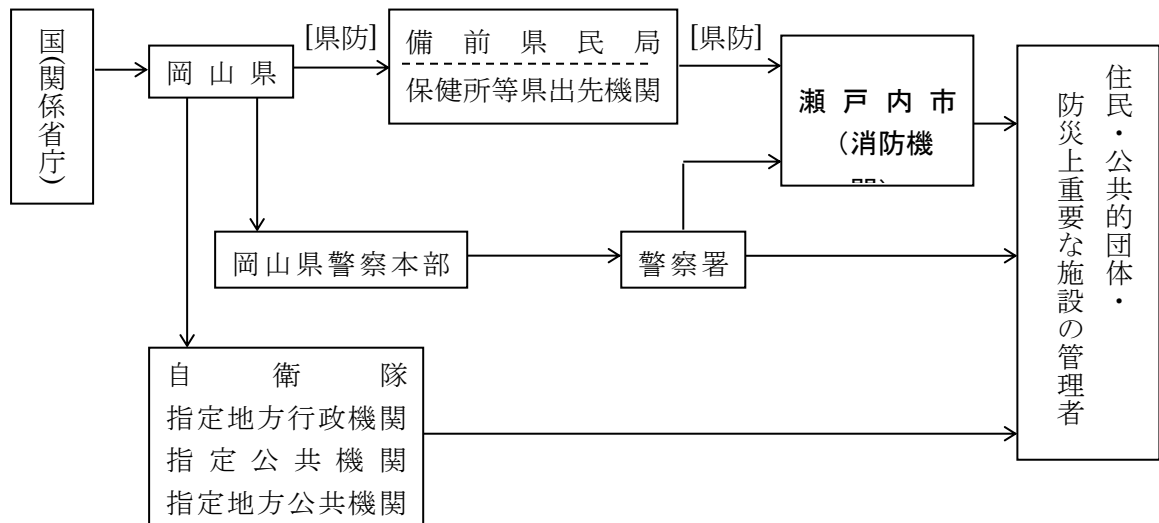 国(関係省庁)
岡山県
[県防]
備前県民局
保健所等県出先機関
[県防]
瀬戸内市
（消防機
岡山県警察本部
警察署
自衛隊
指定地方行政機関
指定公共機関
指定地方公共機関
住民・公共的団体・
防災上重要な施設の管理者